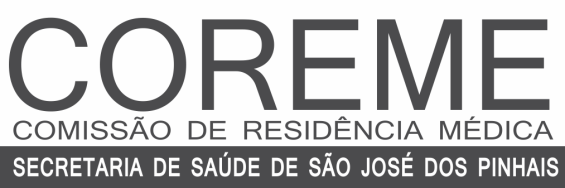 COREME
COMISSÃO DE RESIDÊNCIA MÉDICA
SECRETARIA DE SAÚDE DE SÃO JOSÉ DOS PINHAIS